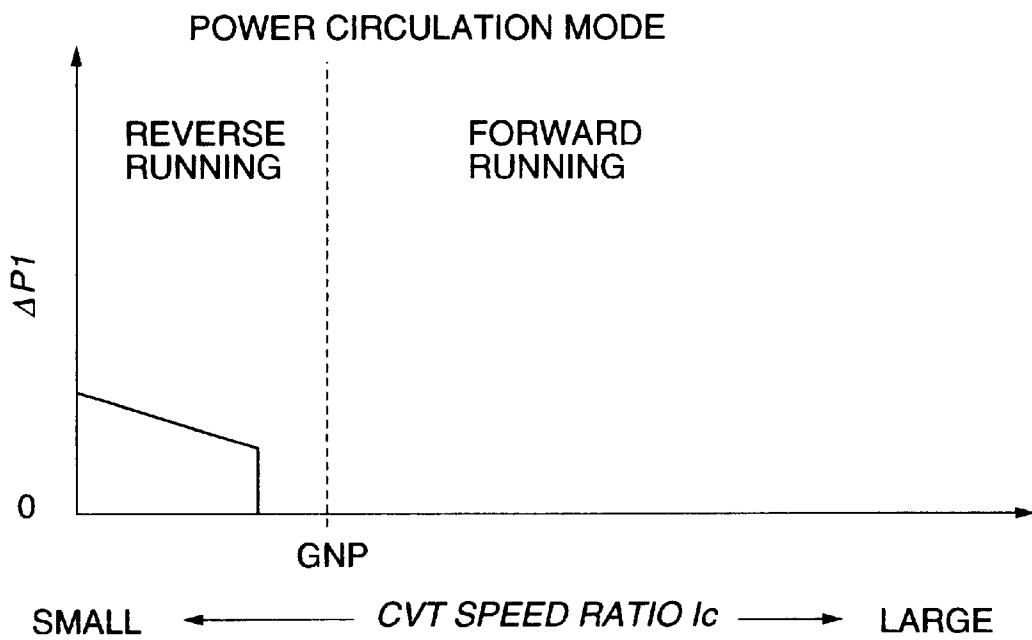 POWER CIRCULATION MODE
REVERSE
RUNNING
FORWARD
RUNNING
ΔP1
0
GNP
SMALL
CVT SPEED RATIO Ic
LARGE